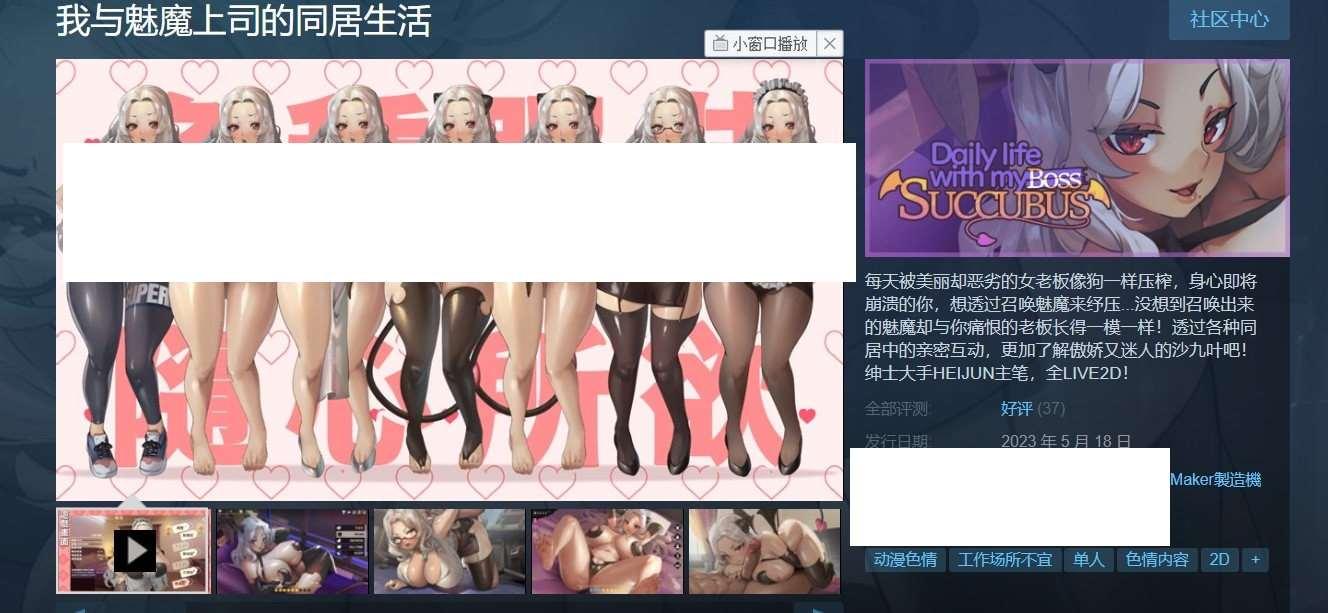 我与魅魔上司的同居生活
社区中心
小窗口播放
Daily life
with my Boss
SUCCUBUS
每天被美丽却恶劣的女老板像狗一样压榨，身心即将
崩溃的你，想透过召唤魅魔来纾压...没想到召唤出来
的魅魔却与你痛恨的老板长得一模一样！透过各种同
居中的亲密互动，更加了解傲娇又迷人的沙九叶吧！
绅士大手HEIJUN主笔，全LIVE2D！
SUPER
隨心所欲
全部评测:
好评 (37)
发行日期:
2023 年 5 月 18 日
Maker製造機
动漫色情
工作场所不宜
单人
色情内容
2D
+